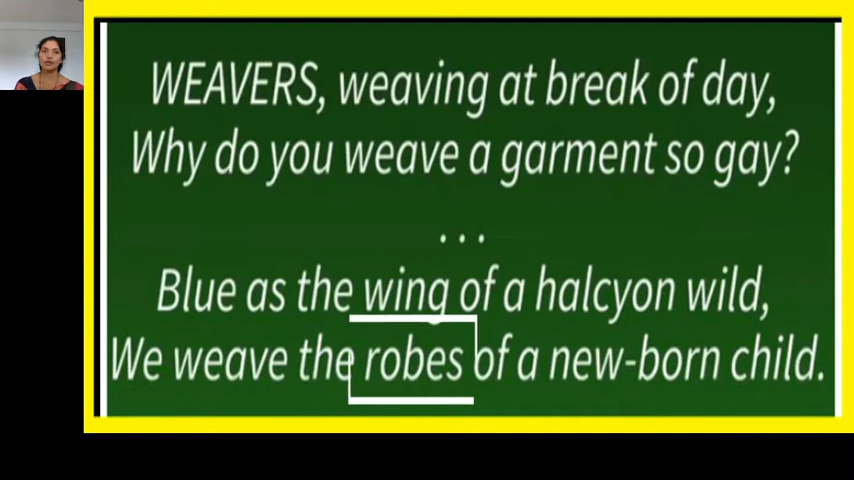 WEAVERS, weaving at break of day,
Why do you weave a garment so gay?
...
Blue as the wing of a halcyon wild,
We weave the robes of a new-born child.